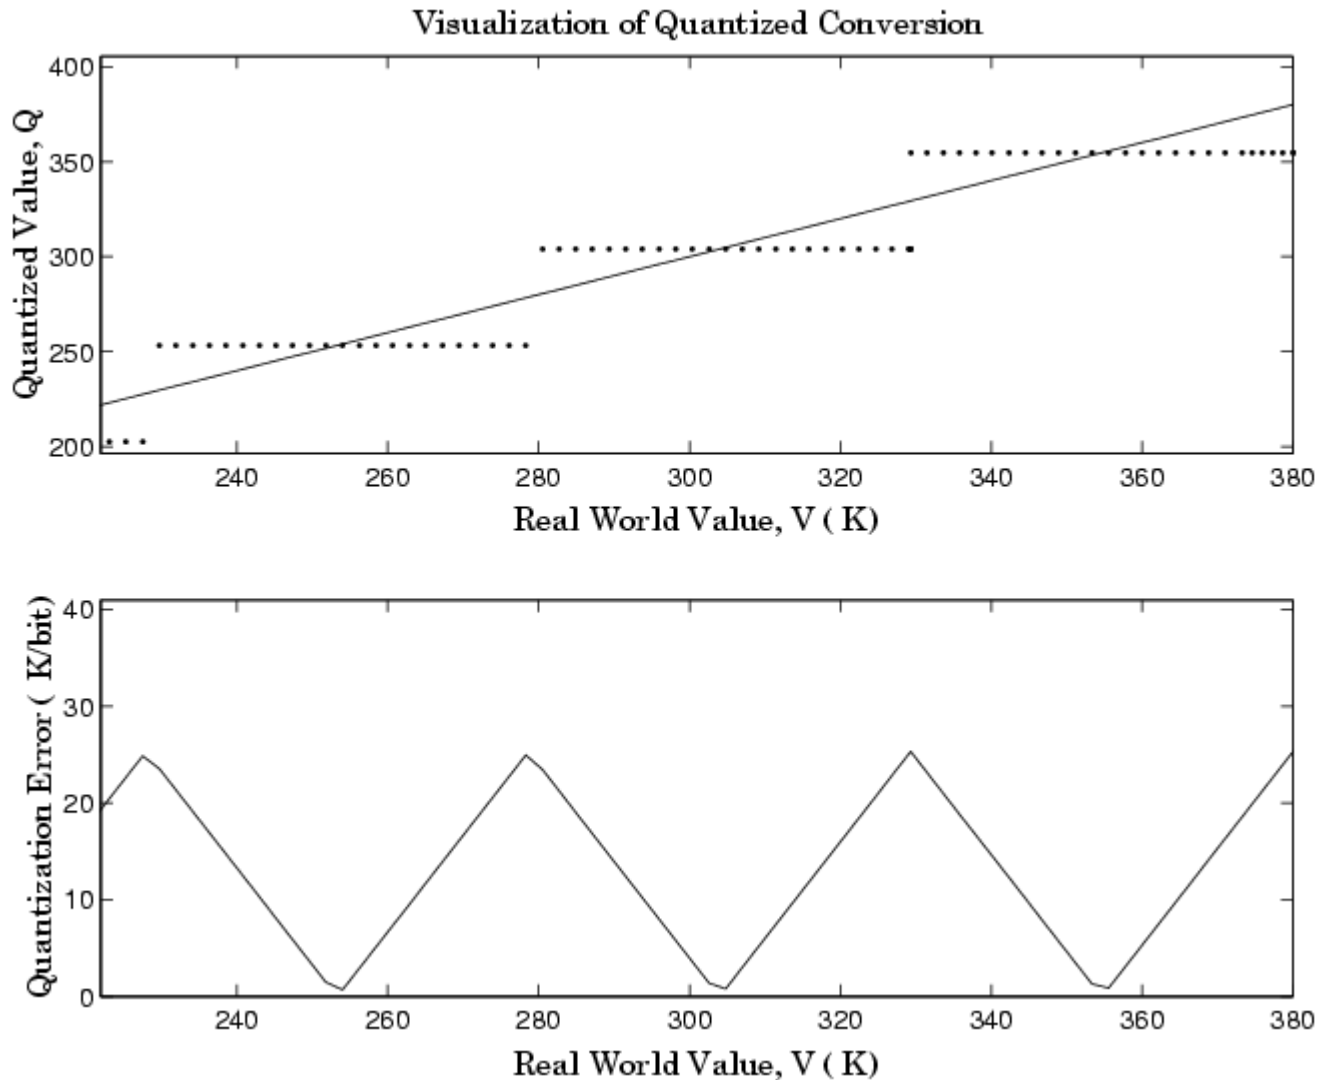 Visualization of Quantized Conversion
Quantized Value, Q
400
350
300
250
200
240 260 280 300 320 340 360 380
Real World Value, V ( K)
Quantization Error ( K/bit)
40
30
20
10
0
240 260 280 300 320 340 360 380
Real World Value, V ( K)